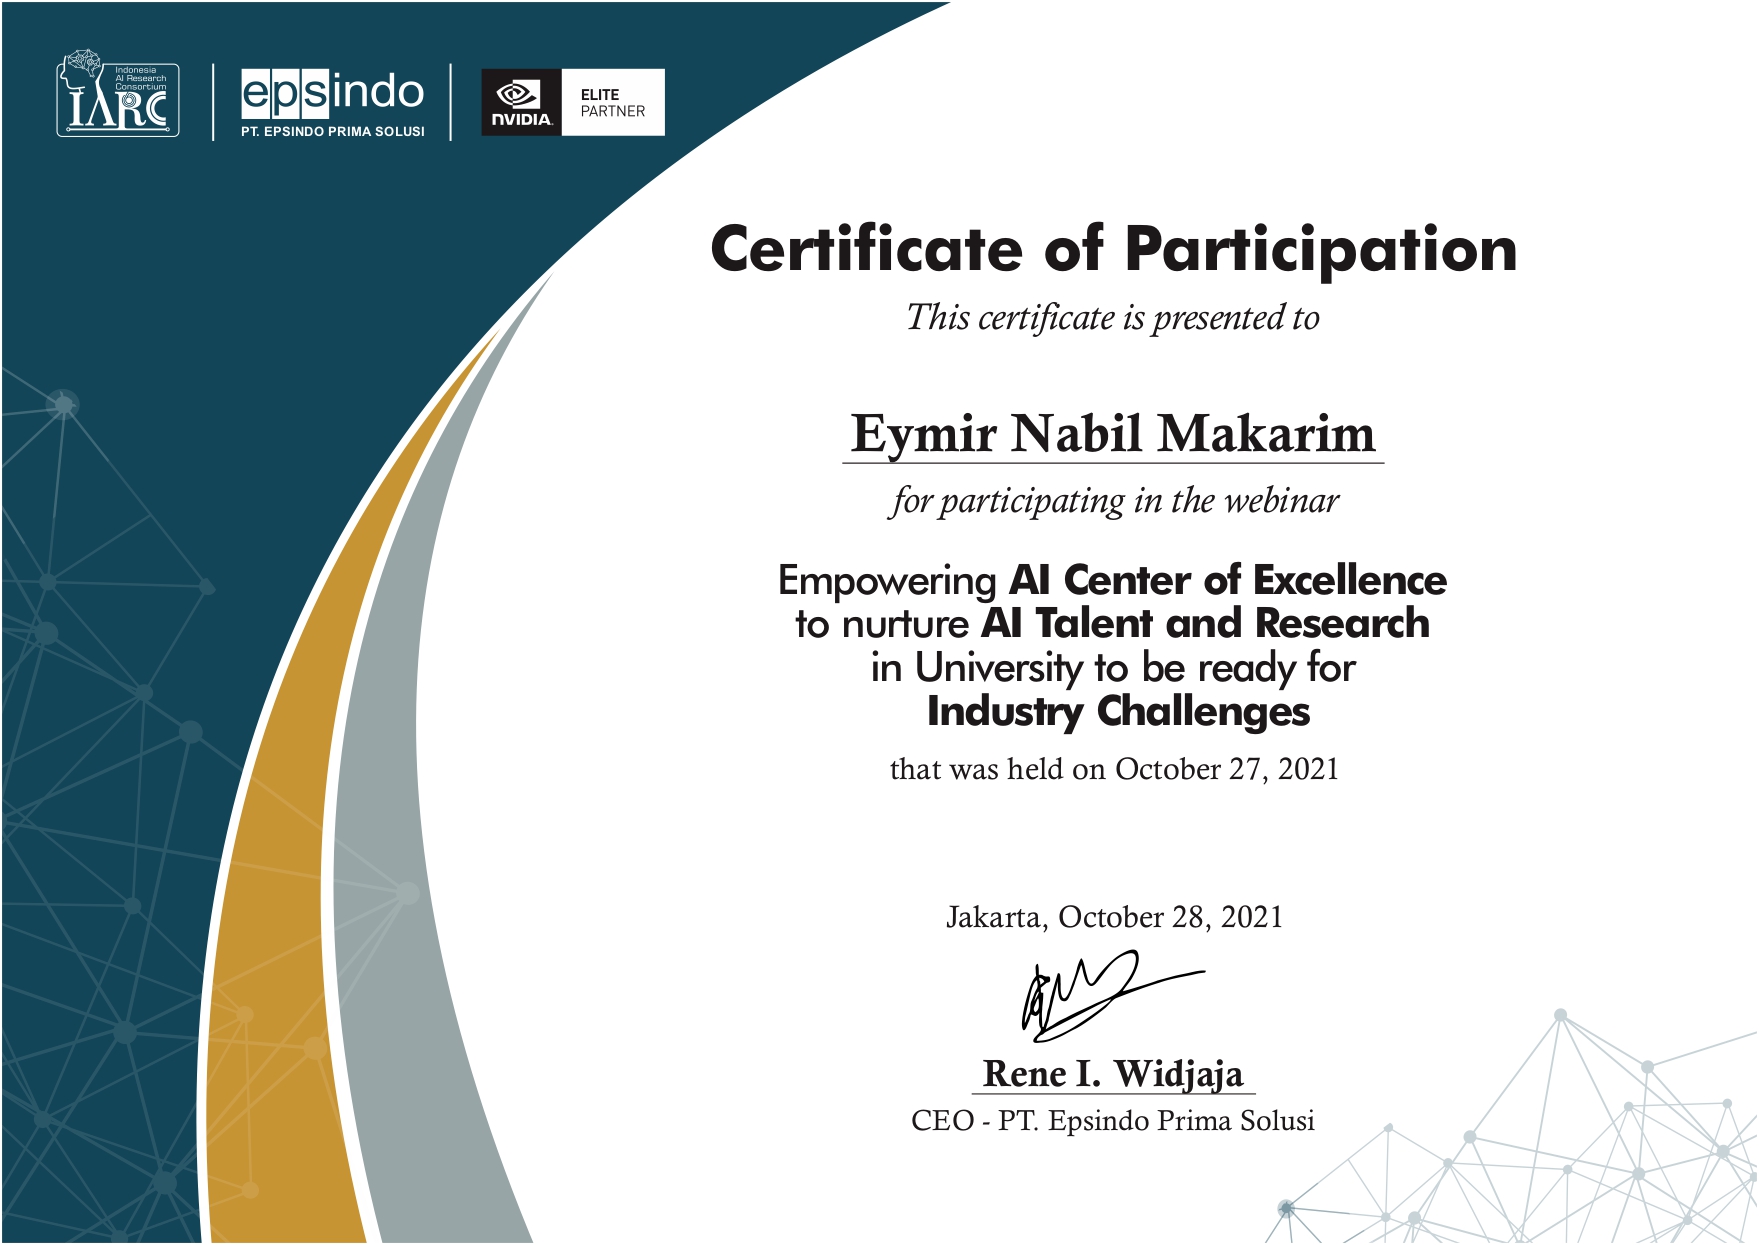 Indonesia
AI Research
Consortium
IARC
epsindo
PT. EPSINDO PRIMA SOLUSI
NVIDIA.
ELITE
PARTNER
Certificate of Participation
This certificate is presented to
Eymir Nabil Makarim
for participating in the webinar
Empowering AI Center of Excellence
to nurture AI Talent and Research
in University to be ready for
Industry Challenges
that was held on October 27, 2021
Jakarta, October 28, 2021
Rene I. Widjaja
CEO - PT. Epsindo Prima Solusi